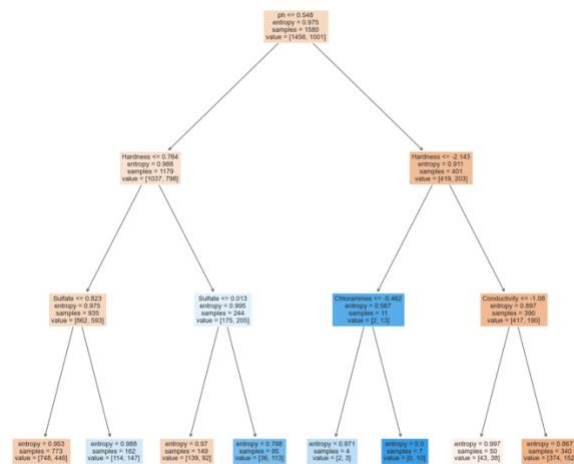 ph <= 0.548
entropy = 0.975
samples = 1580
value = [1456, 1001]
Hardness <= 0.764
entropy = 0.988
samples = 1179
value = [1037, 798]
Hardness <= -2.143
entropy = 0.911
samples = 401
value = [419, 203]
Sulfate <= 0.823
entropy = 0.975
samples = 935
value = [862, 593]
Sulfate <= 0.013
entropy = 0.995
samples = 244
value = [175, 205]
Chloramines <= -0.462
entropy = 0.567
samples = 11
value = [2, 13]
Conductivity <= -1.08
entropy = 0.897
samples = 390
value = [417, 190]
entropy = 0.953
samples = 773
value = [748, 446]
entropy = 0.988
samples = 162
value = [114, 147]
entropy = 0.97
samples = 149
value = [139, 92]
entropy = 0.798
samples = 95
value = [36, 113]
entropy = 0.971
samples = 4
value = [2, 3]
entropy = 0.0
samples = 7
value = [0, 10]
entropy = 0.997
samples = 50
value = [43, 38]
entropy = 0.867
samples = 340
value = [374, 152]